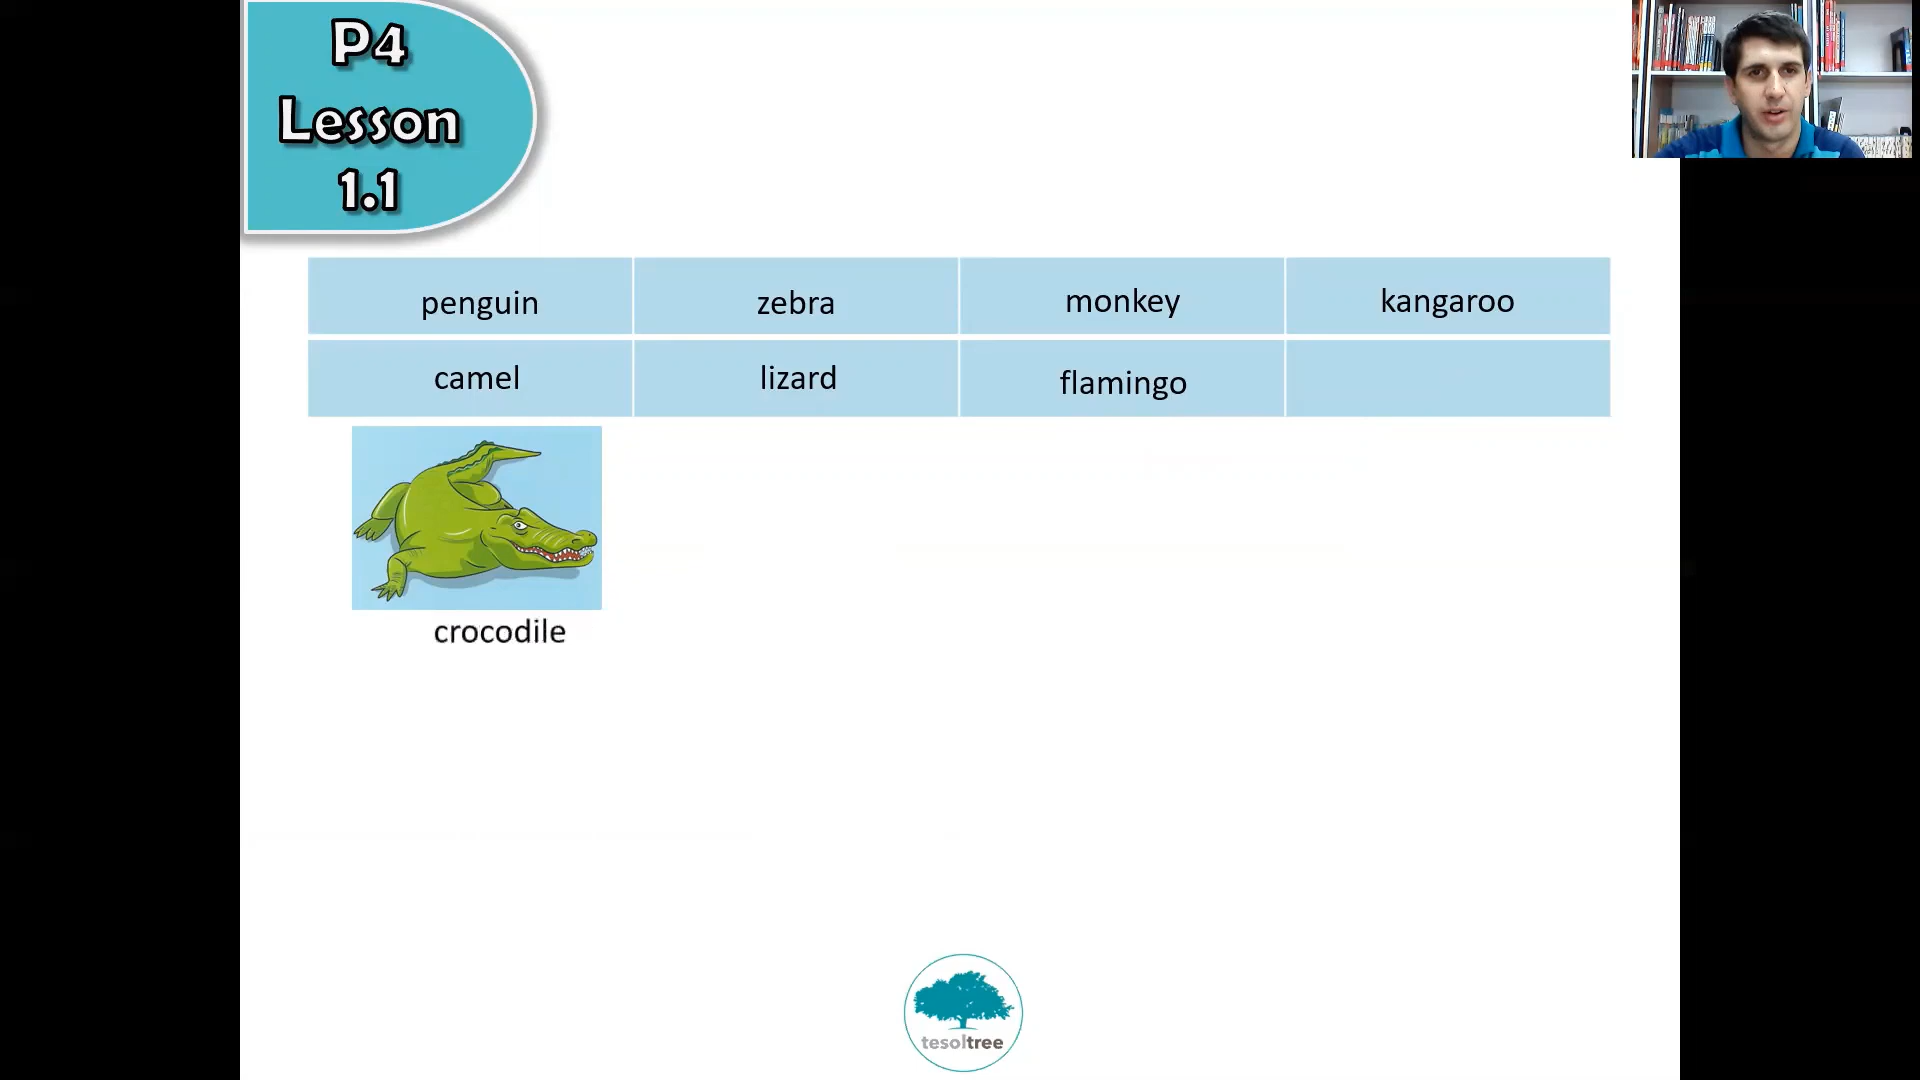 P4
Lesson
1.1
penguin zebra monkey kangaroo
camel lizard flamingo
crocodile
tesoltree